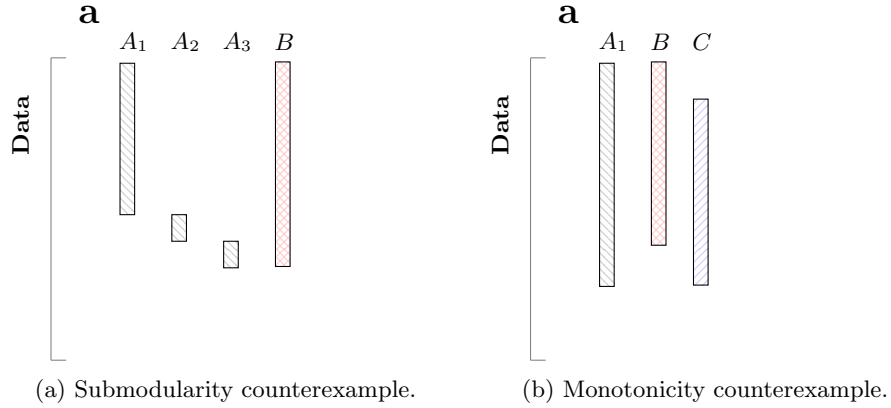 a
A₁ A₂ A₃ B
Data
(a) Submodularity counterexample.
a
A₁ B C
Data
(b) Monotonicity counterexample.